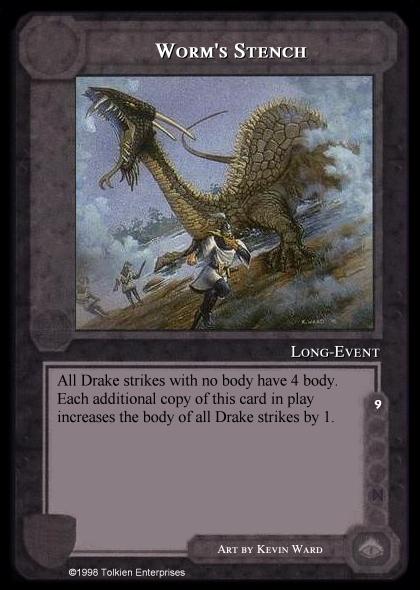 WORM'S STENCH
K. WARD
LONG-EVENT
All Drake strikes with no body have 4 body.
Each additional copy of this card in play
increases the body of all Drake strikes by 1.
9
N
ART BY KEVIN WARD
©1998 Tolkien Enterprises